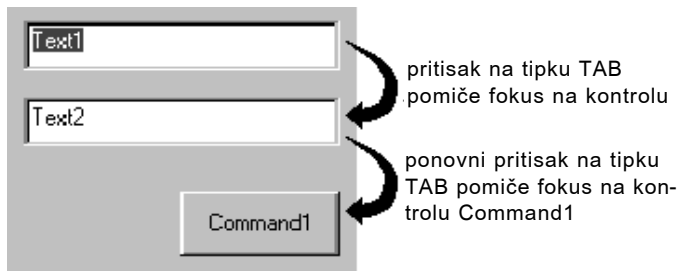 Text1
pritisak na tipku TAB
pomiče fokus na kontrolu
Text2
ponovni pritisak na tipku
TAB pomiče fokus na kon-
trolu Command1
Command1